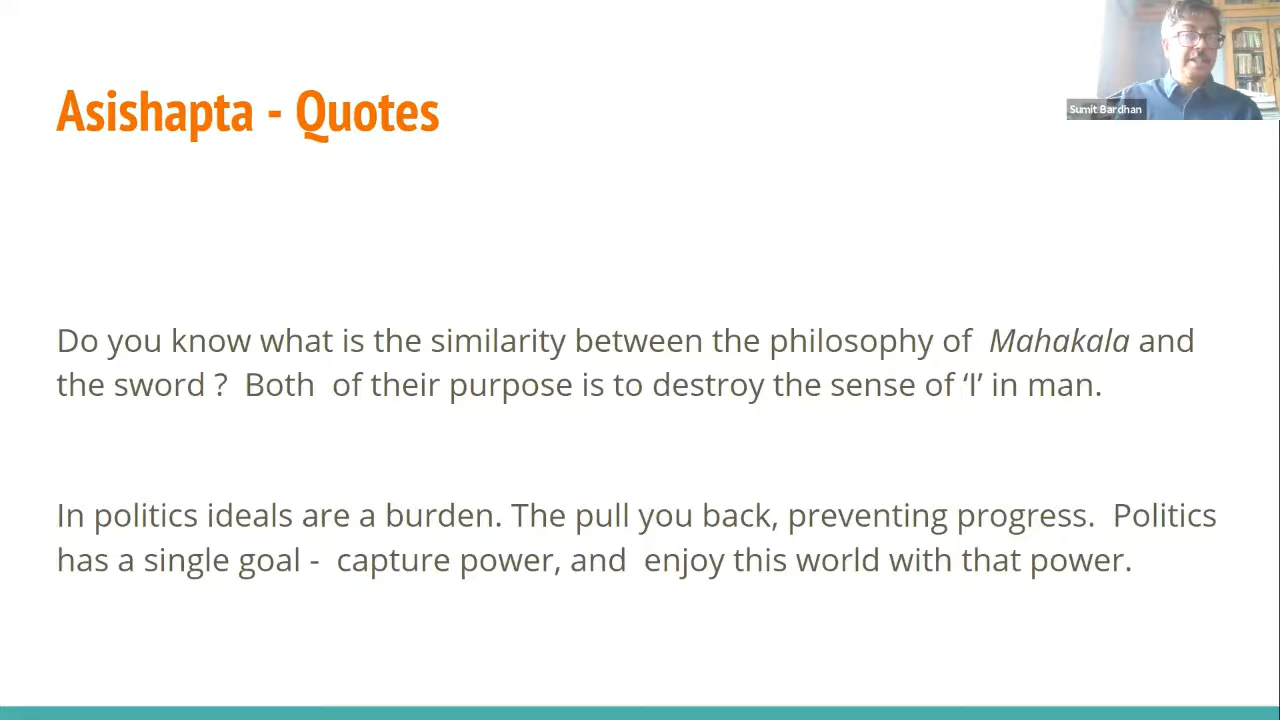 Asishapta - Quotes
Sumit Bardhan
Do you know what is the similarity between the philosophy of Mahakala and
the sword ? Both of their purpose is to destroy the sense of ‘I’ in man.
In politics ideals are a burden. The pull you back, preventing progress. Politics
has a single goal - capture power, and enjoy this world with that power.